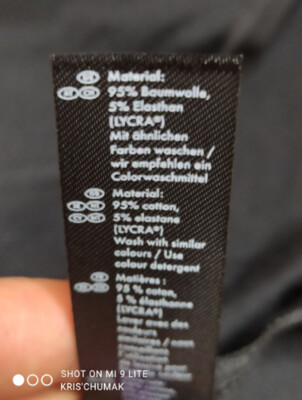 Material:
95% Baumwolle,
5% Elasthan
(LYCRA®)
Mit ähnlichen
Farben waschen /
wir empfehlen ein
Colorwaschmittel
Material:
95% cotton,
5% elastane
(LYCRA®)
Wash with similar
colours / Use
colour detergent
Matières :
95 % coton,
5 % élasthanne
(LYCRA®)
avec des
SHOT ON MI 9 LITE
KRIS'CHUMAK